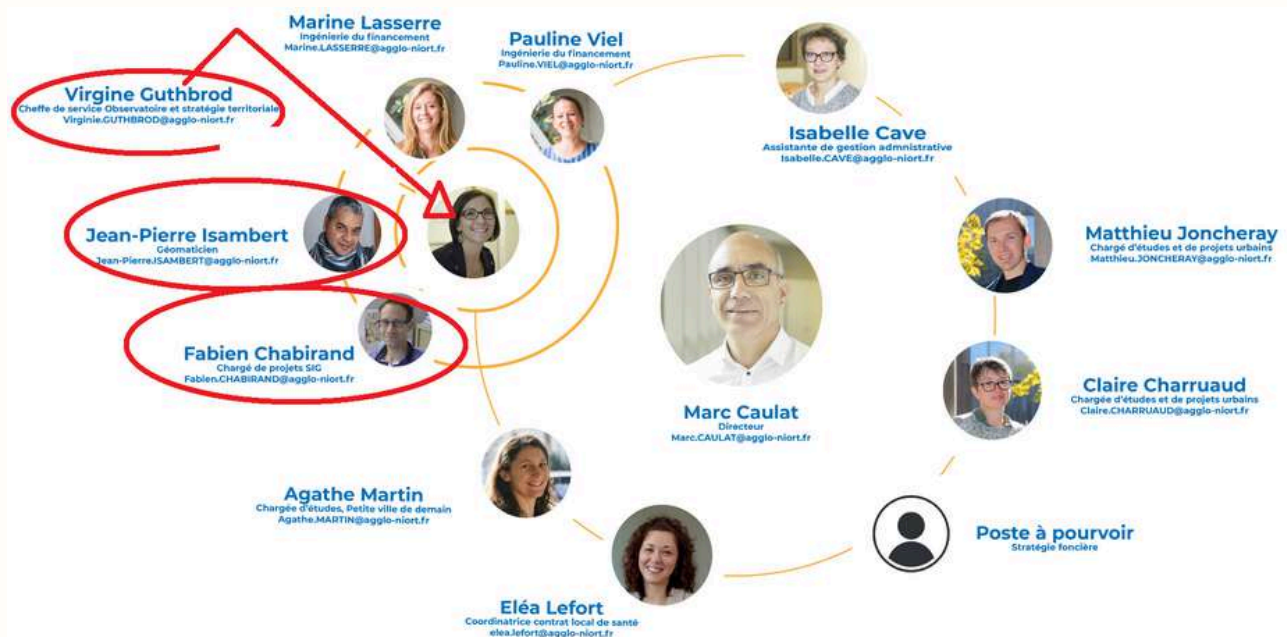 Marine Lasserre
Ingénierie du financement
Marine.LASSERRE@agglo-niort.fr
Pauline Viel
Ingénierie du financement
Pauline.VIEL@agglo-niort.fr
Virgine Guthbrod
Cheffe de service Observatoire et stratégie territoriale
Virginie.GUTHBROD@agglo-niort.fr
Isabelle Cave
Assistante de gestion admnistrative
Isabelle.CAVE@agglo-niort.fr
Jean-Pierre Isambert
Géomaticien
Jean-Pierre.ISAMBERT@agglo-niort.fr
Matthieu Joncheray
Chargé d'études et de projets urbains
Matthieu.JONCHERAY@agglo-niort.fr
Fabien Chabirand
Chargé de projets SIG
Fabien.CHABIRAND@agglo-niort.fr
Marc Caulat
Directeur
Marc.CAULAT@agglo-niort.fr
Claire Charruaud
Chargée d'études et de projets urbains
Claire.CHARRUAUD@agglo-niort.fr
Agathe Martin
Chargée d'études, Petite ville de demain
Agathe.MARTIN@agglo-niort.fr
Poste à pourvoir
Stratégie foncière
Eléa Lefort
Coordinatrice contrat local de santé
elea.lefort@agglo-niort.fr